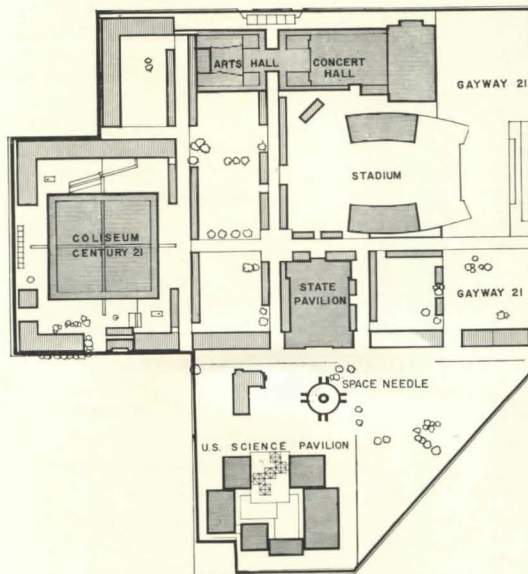 ARTS HALL
CONCERT
HALL
GAYWAY 21
STADIUM
COLISEUM
CENTURY 21
STATE
PAVILION
GAYWAY 21
SPACE NEEDLE
U.S. SCIENCE PAVILION